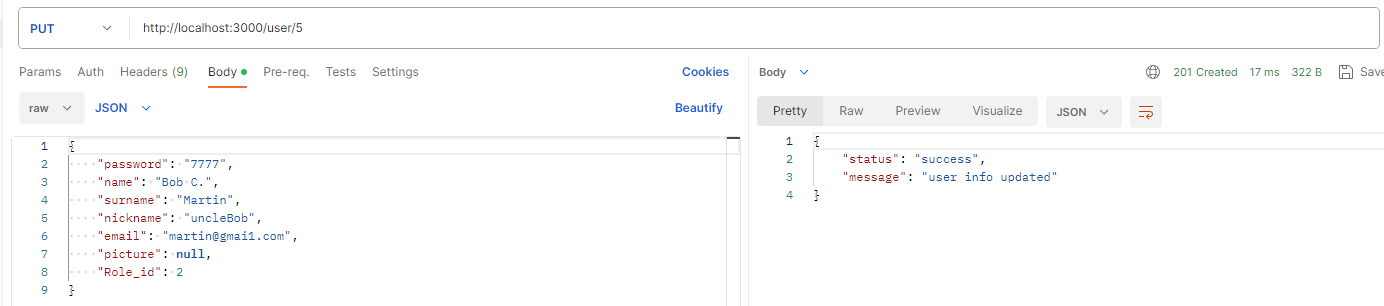 PUT http://localhost:3000/user/5
Params Auth Headers (9) Body Pre-req. Tests Settings Cookies
raw JSON Beautify
1 {
2 "password": "7777",
3 "name": "Bob C.",
4 "surname": "Martin",
5 "nickname": "uncleBob",
6 "email": "martin@gmai1.com",
7 "picture": null,
8 "Role_id": 2
9 }
Body 201 Created 17 ms 322 B Save
Pretty Raw Preview Visualize JSON
1 {
2 "status": "success",
3 "message": "user info updated"
4 }